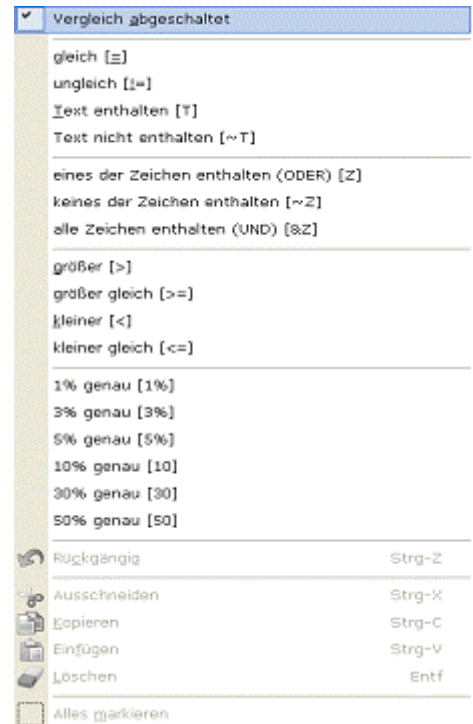 Vergleich abgeschaltet
gleich [=]
ungleich [!=]
Text enthalten [T]
Text nicht enthalten [~T]
eines der Zeichen enthalten (ODER) [Z]
keines der Zeichen enthalten [~Z]
alle Zeichen enthalten (UND) [&Z]
größer [>]
größer gleich [>=]
kleiner [<]
kleiner gleich [<=]
1% genau [1%]
3% genau [3%]
5% genau [5%]
10% genau [10]
30% genau [30]
50% genau [50]
Rückgängig Strg-Z
Ausschneiden Strg-X
Kopieren Strg-C
Einfügen Strg-V
Löschen Entf
Alles markieren